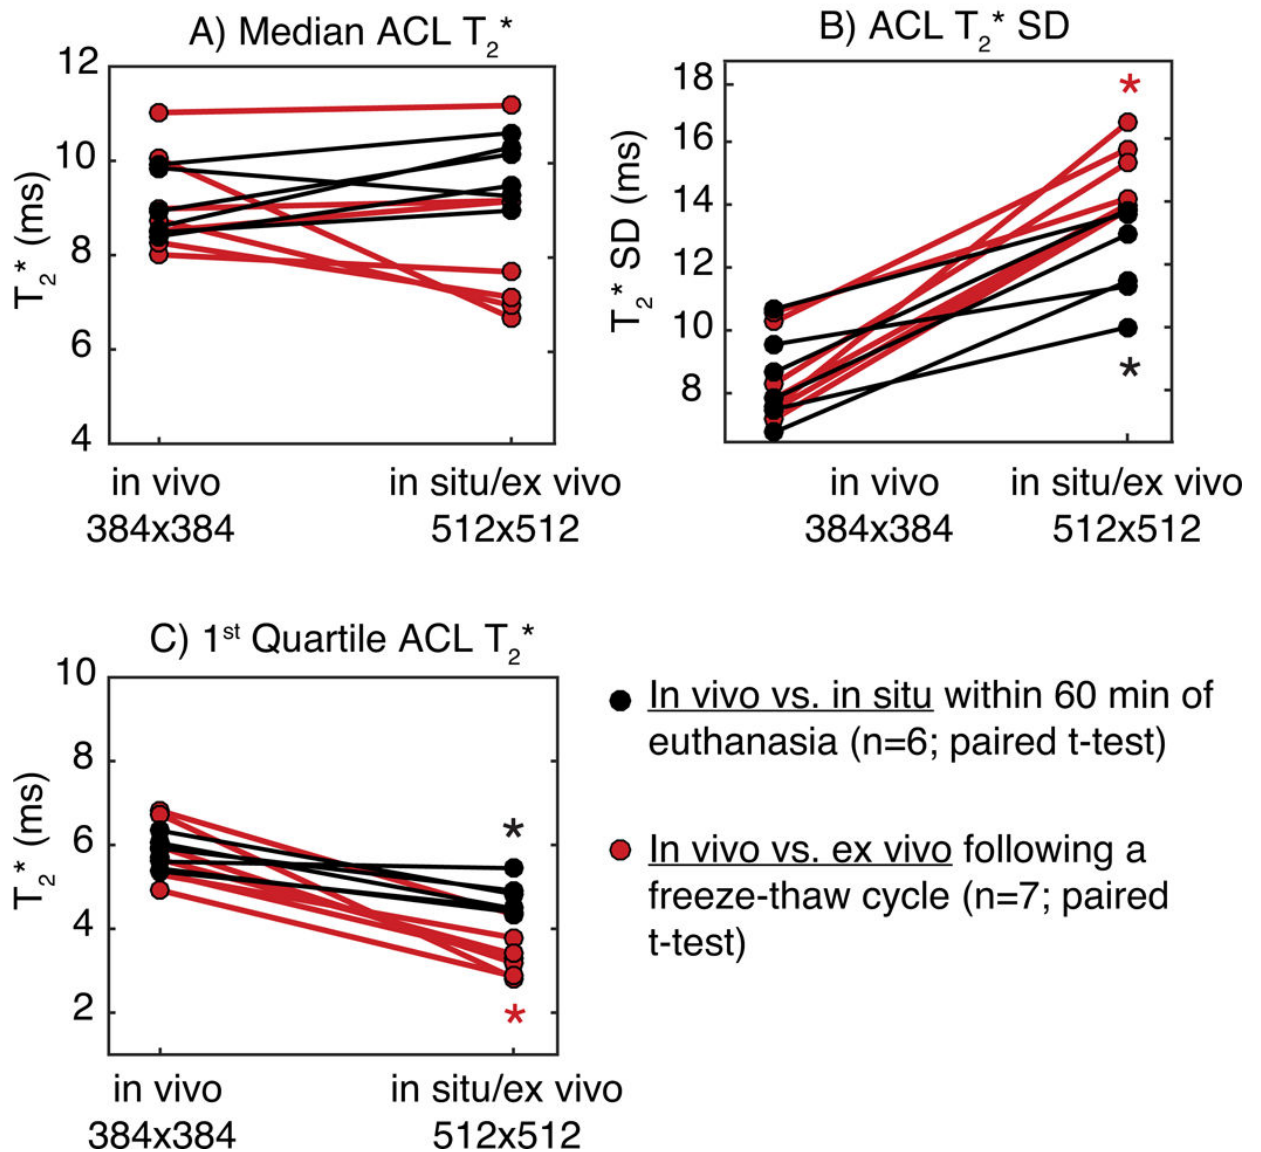 A) Median ACL T2*
12
10
8
6
4
T2* (ms)
in vivo
384x384
in situ/ex vivo
512x512
B) ACL T2* SD
18
16
14
12
10
8
T2* SD (ms)
*
*
in vivo
384x384
in situ/ex vivo
512x512
C) 1st Quartile ACL T2*
10
8
6
4
2
T2* (ms)
*
*
in vivo
384x384
in situ/ex vivo
512x512
In vivo vs. in situ within 60 min of
euthanasia (n=6; paired t-test)
In vivo vs. ex vivo following a
freeze-thaw cycle (n=7; paired
t-test)